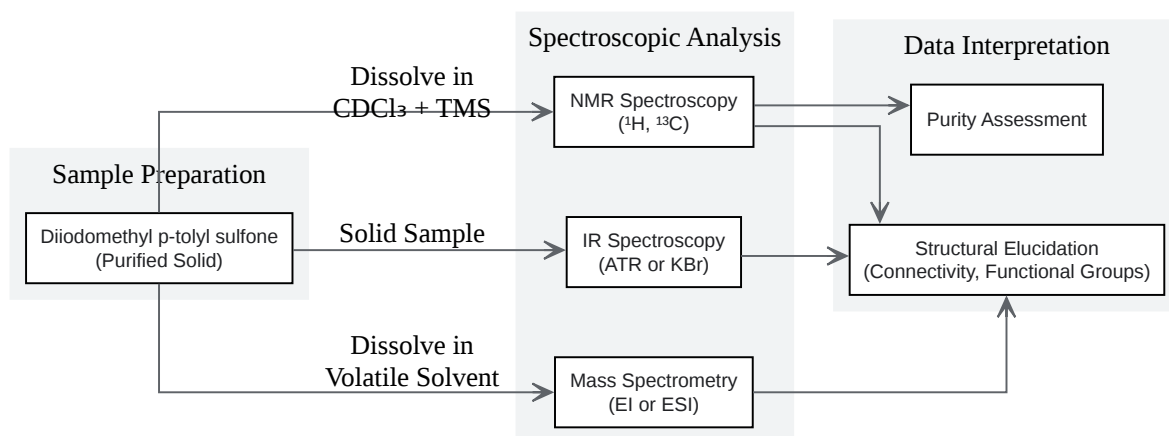 Spectroscopic Analysis
Data Interpretation
Dissolve in
CDCl₃ + TMS
NMR Spectroscopy
(¹H, ¹³C)
Purity Assessment
Sample Preparation
Diiodomethyl p-tolyl sulfone
(Purified Solid)
Solid Sample
IR Spectroscopy
(ATR or KBr)
Structural Elucidation
(Connectivity, Functional Groups)
Dissolve in
Volatile Solvent
Mass Spectrometry
(EI or ESI)